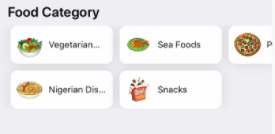 Food Category
Vegetarian...
Sea Foods
P
Nigerian Dis...
Snacks